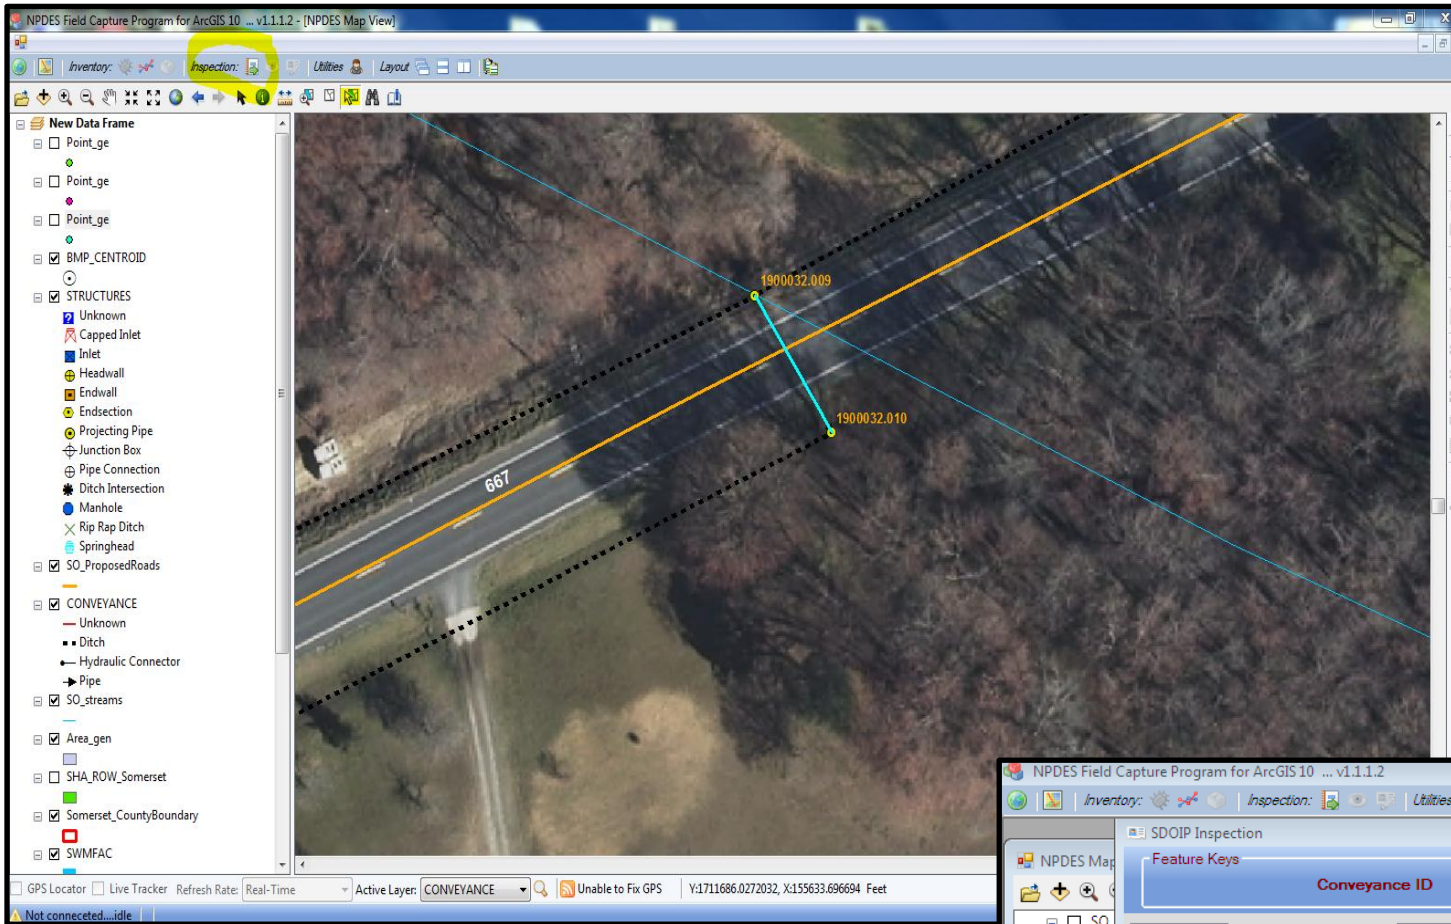 NPDES Field Capture Program for ArcGIS 10 ... v1.1.1.2 - [NPDES Map View]
Inventory: Inspection: Utilities Layout
New Data Frame
Point_ge
Point_ge
Point_ge
BMP_CENTROID
STRUCTURES
Unknown
Capped Inlet
Inlet
Headwall
Endwall
Endsection
Projecting Pipe
Junction Box
Pipe Connection
Ditch Intersection
Manhole
Rip Rap Ditch
Springhead
SO_ProposedRoads
CONVEYANCE
Unknown
Ditch
Hydraulic Connector
Pipe
SO_streams
Area_gen
SHA_ROW_Somerset
Somerset_CountyBoundary
SWMFAC
1900032.009
1900032.010
667
GPS Locator Live Tracker Refresh Rate: Real-Time Active Layer: CONVEYANCE Unable to Fix GPS Y:1711686.0272032, X:155633.696694 Feet
Not conneceted....idle
NPDES Field Capture Program for ArcGIS 10 ... v1.1.1.2
Inventory: Inspection: Utilities
SDOIP Inspection
NPDES Map
Feature Keys
Conveyance ID
SO